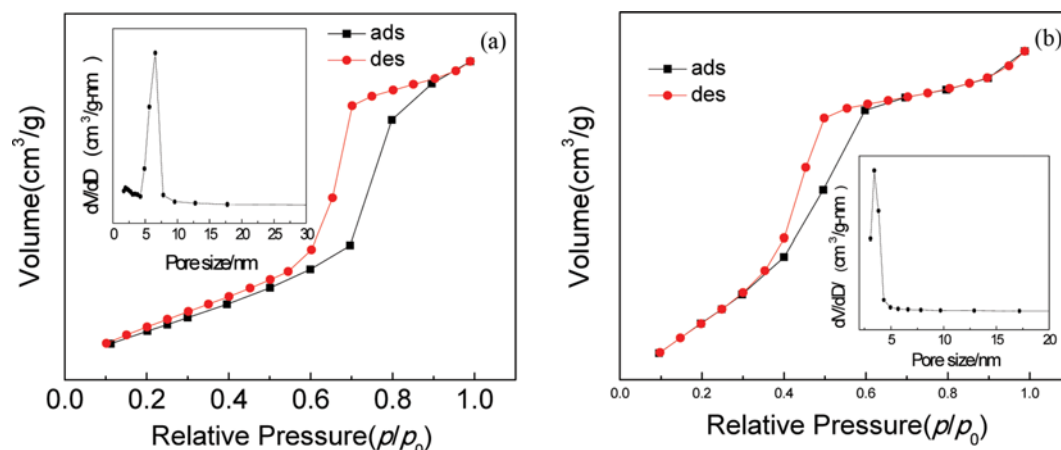 (a)
ads
des
Volume(cm³/g)
dV/dD (cm³/g-nm)
0 5 10 15 20 25 30
Pore size/nm
0.0 0.2 0.4 0.6 0.8 1.0
Relative Pressure(p/p₀)
(b)
ads
des
Volume(cm³/g)
dV/dD/ (cm³/g-nm)
5 10 15 20
Pore size/nm
0.0 0.2 0.4 0.6 0.8 1.0
Relative Pressure(p/p₀)